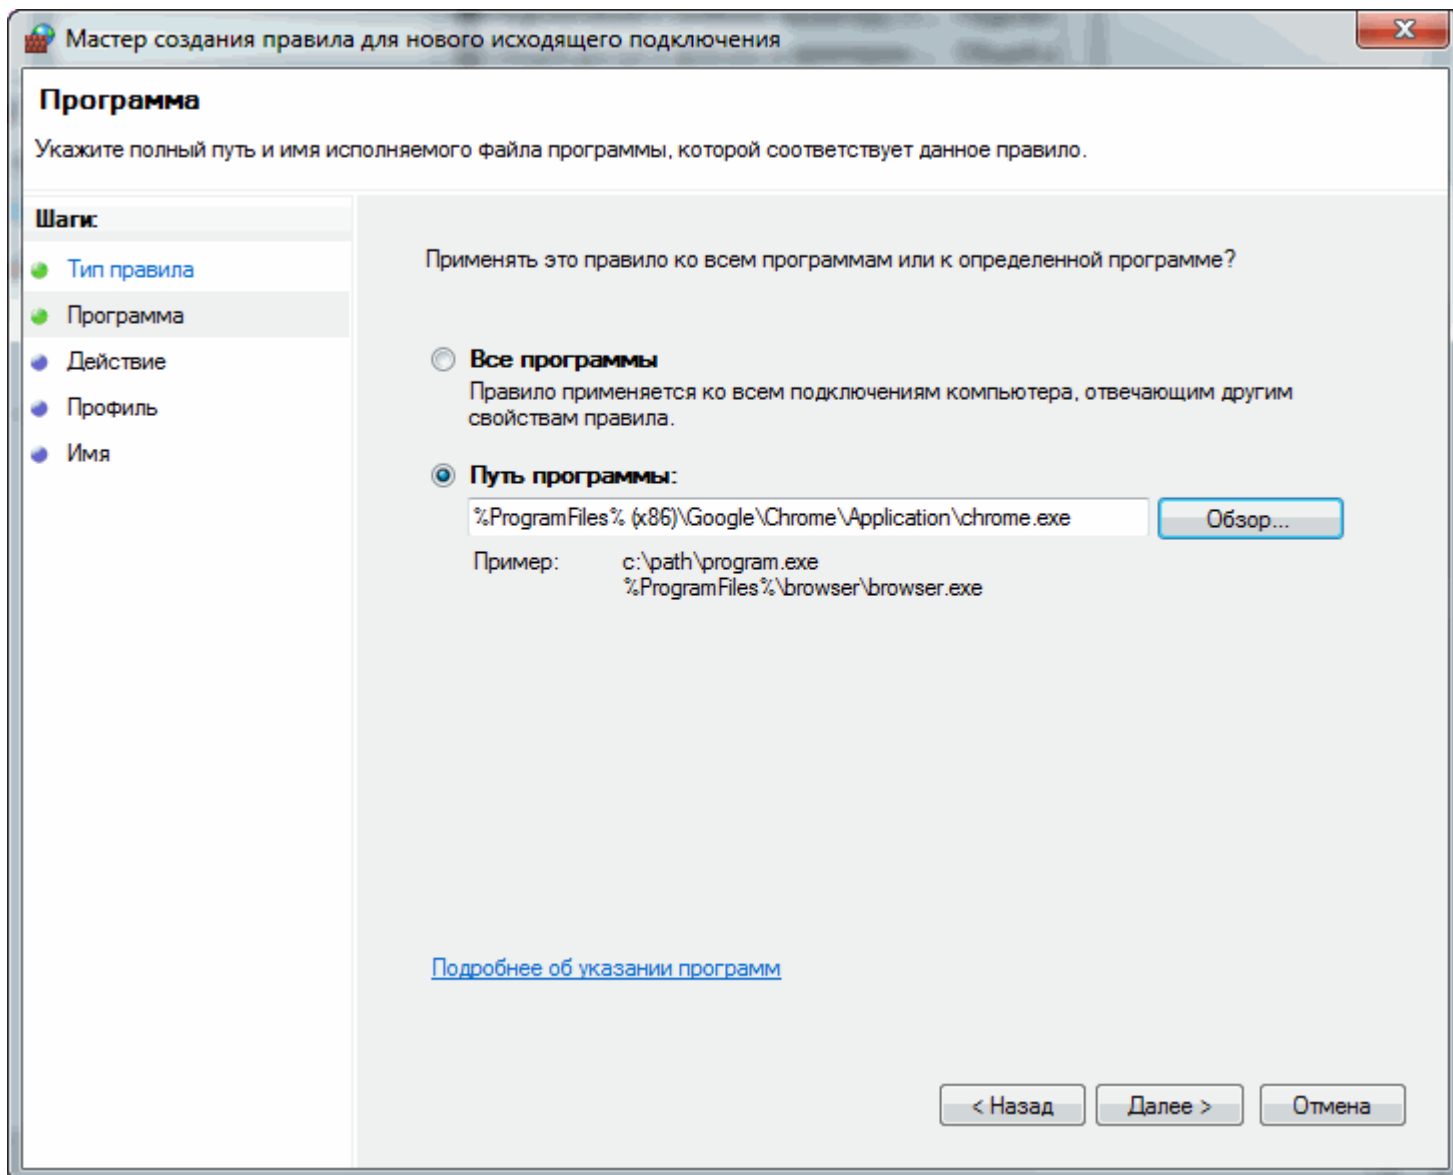 Мастер создания правила для нового исходящего подключения
Программа
Укажите полный путь и имя исполняемого файла программы, которой соответствует данное правило.
Шаги:
Тип правила
Программа
Действие
Профиль
Имя
Применять это правило ко всем программам или к определенной программе?
Все программы
Правило применяется ко всем подключениям компьютера, отвечающим другим
свойствам правила.
Путь программы:
%ProgramFiles% (x86)\Google\Chrome\Application\chrome.exe
Обзор...
Пример: c:\path\program.exe
%ProgramFiles%\browser\browser.exe
Подробнее об указании программ
< Назад
Далее >
Отмена